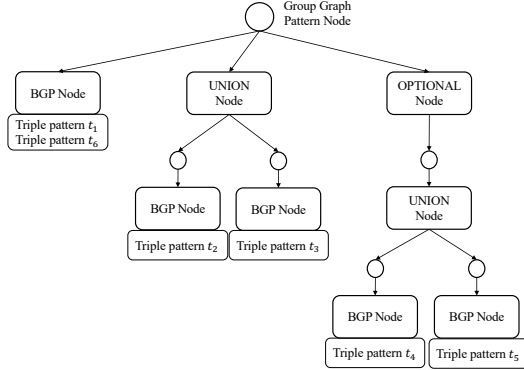 Group Graph
Pattern Node
BGP Node
Triple pattern t₁
Triple pattern t₆
UNION
Node
OPTIONAL
Node
BGP Node
Triple pattern t₂
BGP Node
Triple pattern t₃
UNION
Node
BGP Node
Triple pattern t₄
BGP Node
Triple pattern t₅